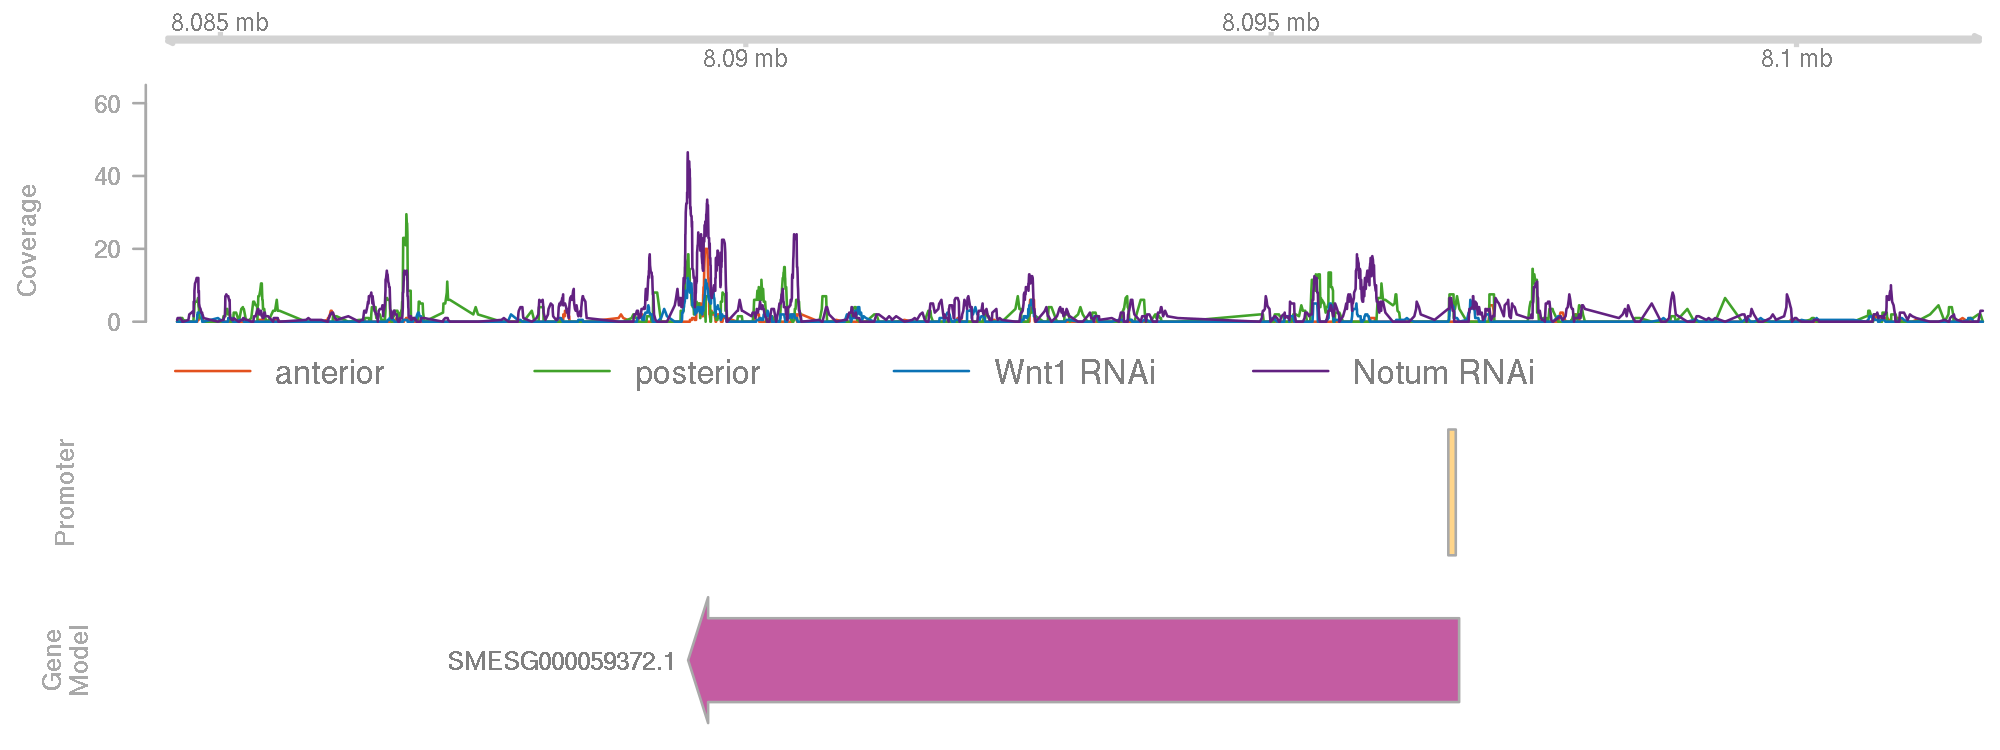 8.085 mb
8.095 mb
8.09 mb
8.1 mb
60
40
20
0
Coverage
anterior
posterior
Wnt1 RNAi
Notum RNAi
Promoter
Gene
Model
SMESG000059372.1